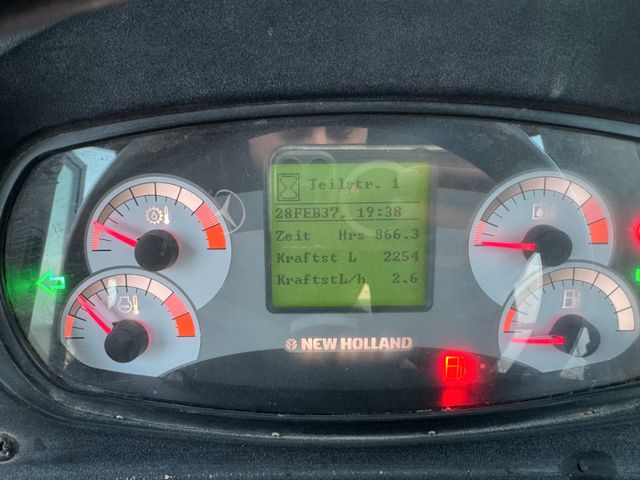 Teilstr. 1
28FEB37, 19:38
Zeit Hrs 866.3
Kraftst L 2254
KraftstL/h 2.6
NEW HOLLAND